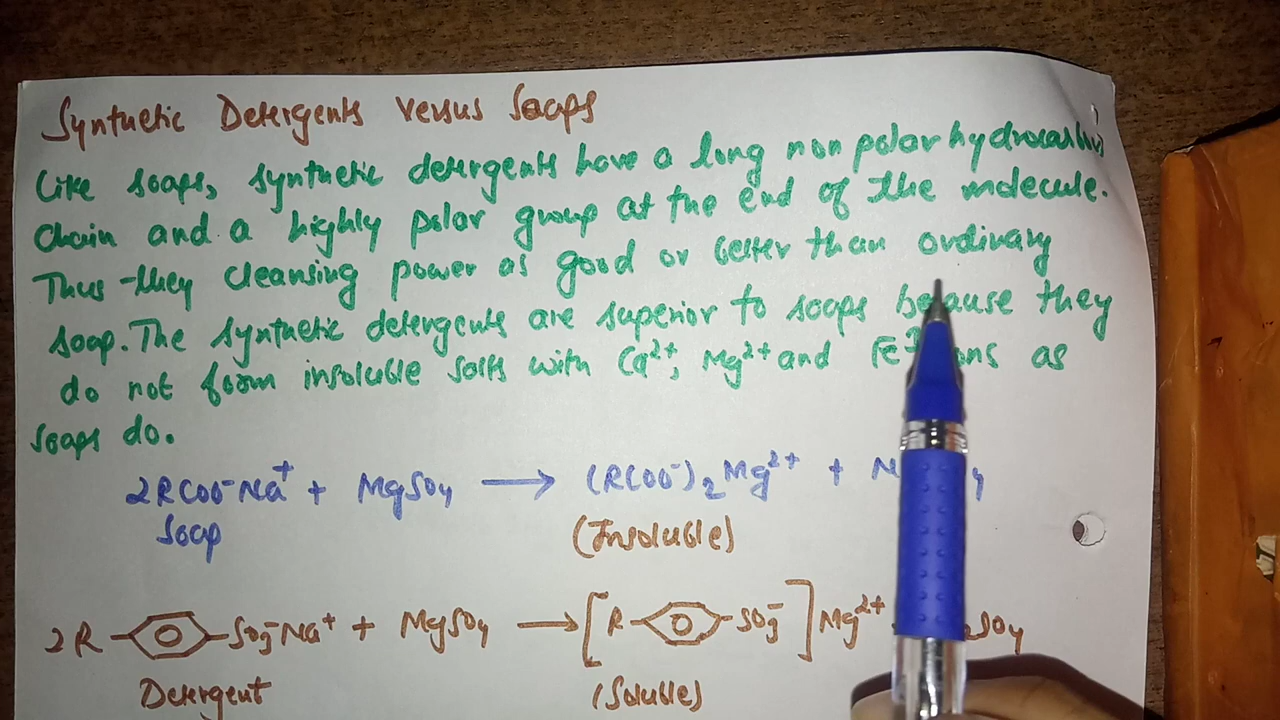 Synthetic Detergents versus Soaps
Like soaps, synthetic detergents have a long non polar hydrocarbon
chain and a highly polar group at the end of the molecule.
Thus they cleansing power as good or better than ordinary
soap. The synthetic detergents are superior to soaps because they
do not form insoluble salts with Ca²⁺, Mg²⁺ and Fe ions as
soaps do.
2RCOO⁻Na⁺ + MgSO₄ → (RCOO⁻)₂Mg²⁺ +
Soap (Insoluble)
2R SO₃⁻Na⁺ + MgSO₄ → [R SO₃⁻] Mg²⁺ SO₄
Detergent (Soluble)